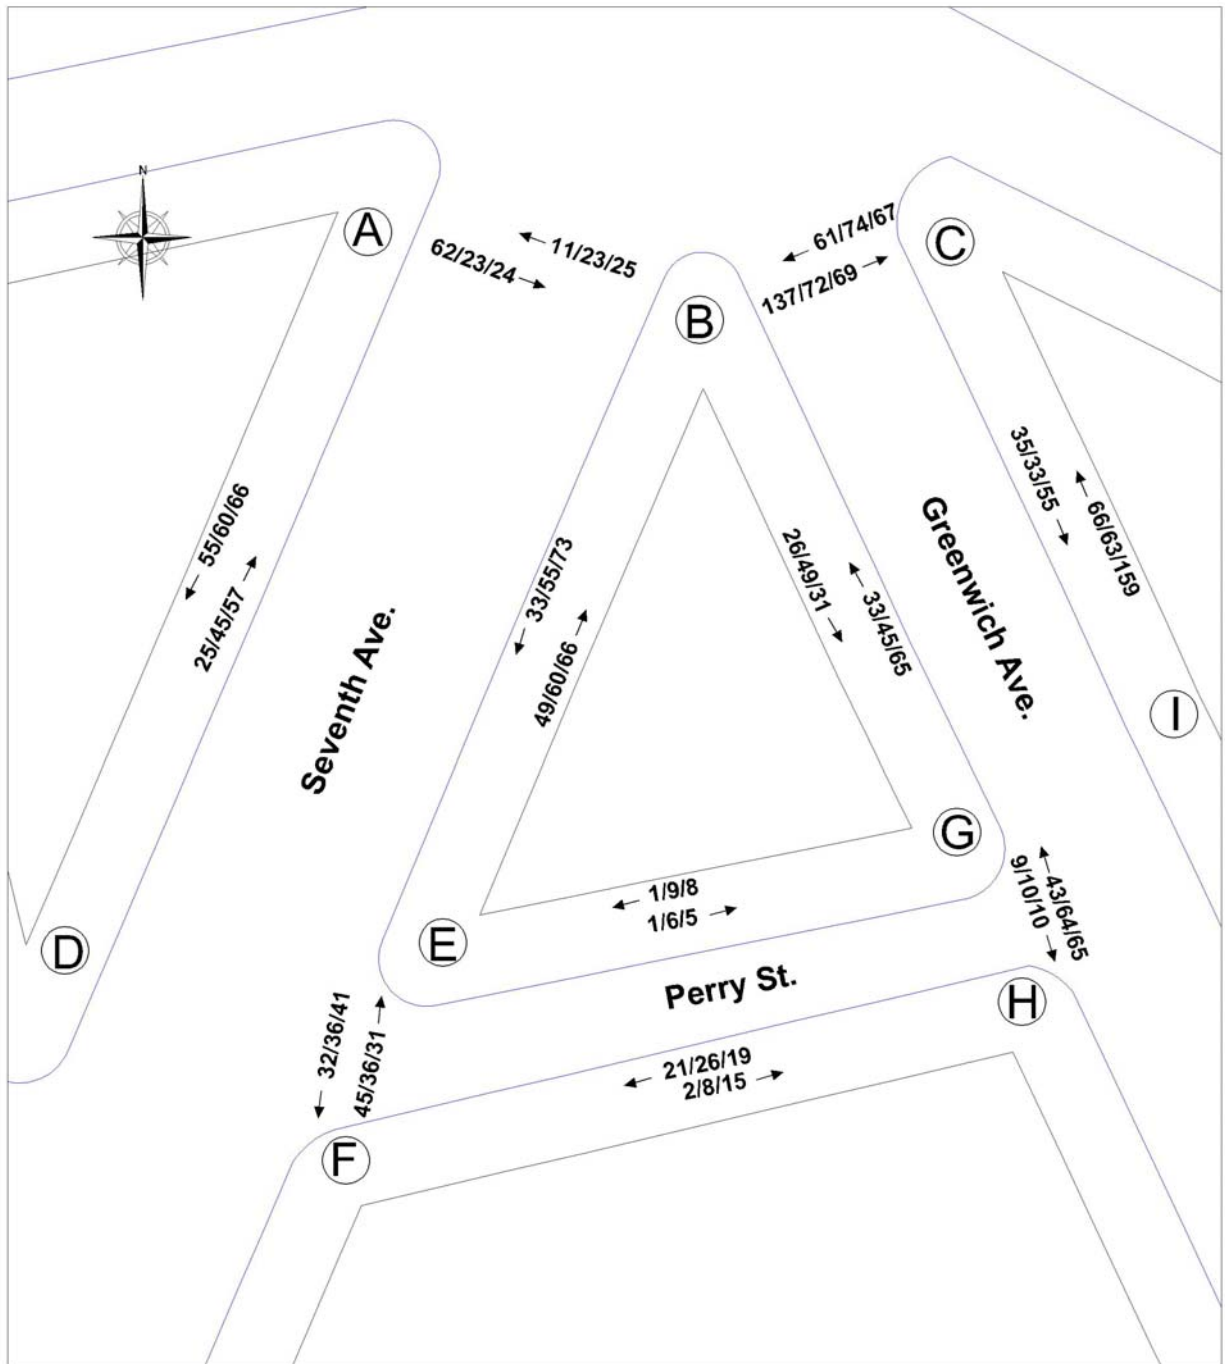 N
A
62/23/24
11/23/25
61/74/67
137/72/69
C
B
55/60/66
25/45/57
Seventh Ave.
33/55/73
49/60/66
26/49/31
33/45/65
Greenwich Ave.
35/33/55
66/63/159
I
D
E
1/9/8
1/6/5
G
9/10/10
43/64/65
Perry St.
H
32/36/41
45/36/31
21/26/19
2/8/15
F